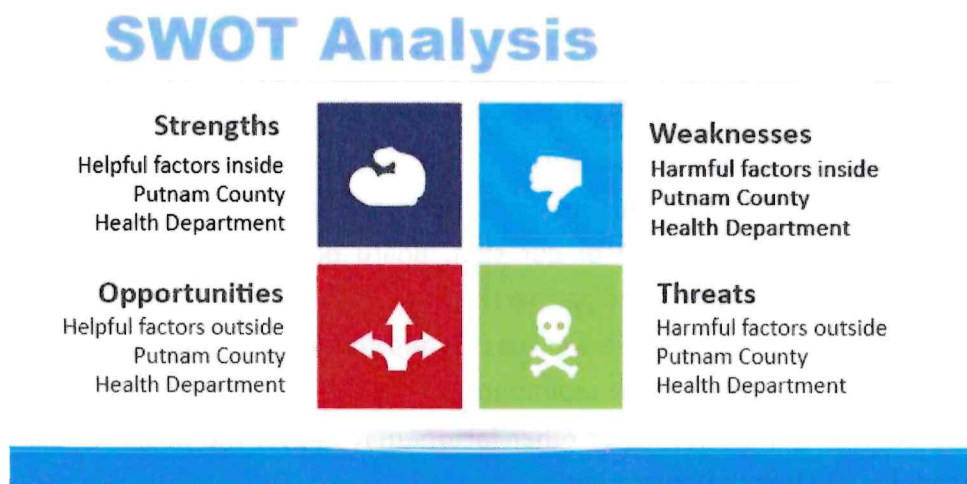 SWOT Analysis
Strengths
Helpful factors inside
Putnam County
Health Department
Weaknesses
Harmful factors inside
Putnam County
Health Department
Opportunities
Helpful factors outside
Putnam County
Health Department
Threats
Harmful factors outside
Putnam County
Health Department